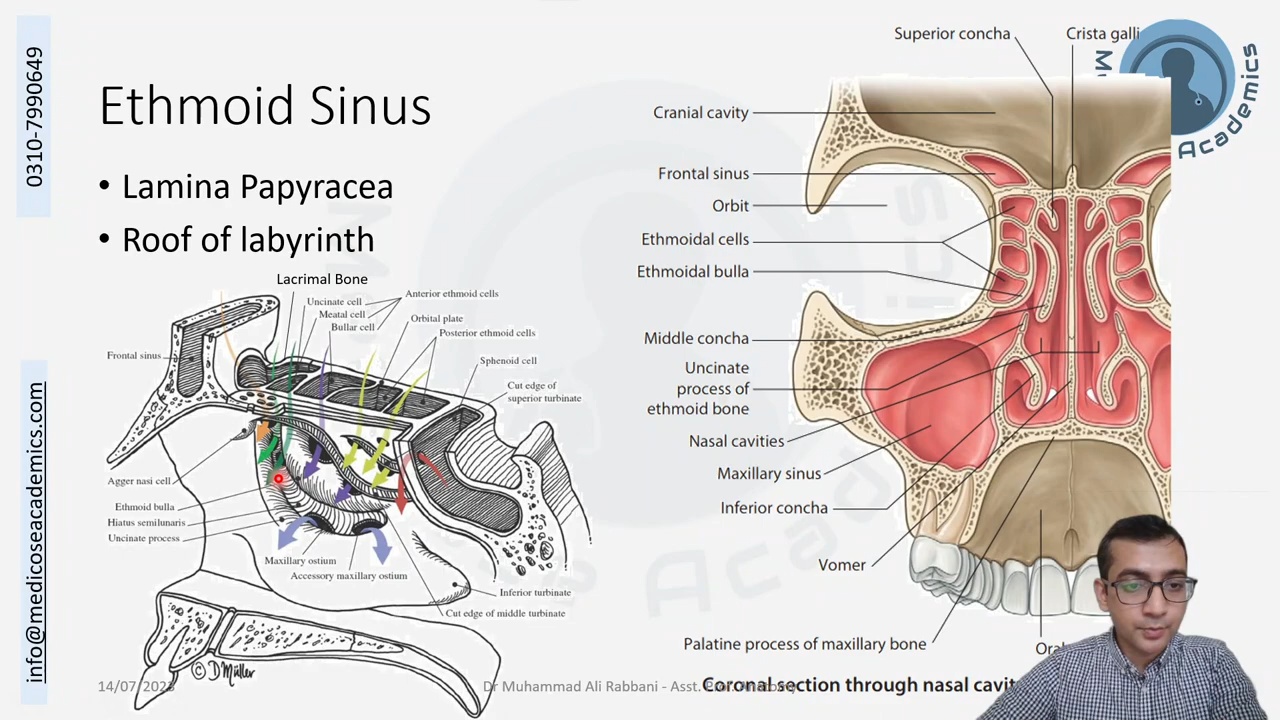 0310-7990649
info@medicoseacademics.com
Ethmoid Sinus
• Lamina Papyracea
• Roof of labyrinth
Lacrimal Bone
Uncinate cell
Meatal cell
Bullar cell
Anterior ethmoid cells
Orbital plate
Posterior ethmoid cells
Sphenoid cell
Cut edge of
superior turbinate
Frontal sinus
Agger nasi cell
Ethmoid bulla
Hiatus semilunaris
Uncinate process
Maxillary ostium
Accessory maxillary ostium
Inferior turbinate
Cut edge of middle turbinate
© D Müller
Superior concha
Crista galli
Cranial cavity
Frontal sinus
Orbit
Ethmoidal cells
Ethmoidal bulla
Middle concha
Uncinate
process of
ethmoid bone
Nasal cavities
Maxillary sinus
Inferior concha
Vomer
Palatine process of maxillary bone
Coronal section through nasal cavit
14/07/2023
Dr Muhammad Ali Rabbani - Asst. Prof. Anatomy
Academics